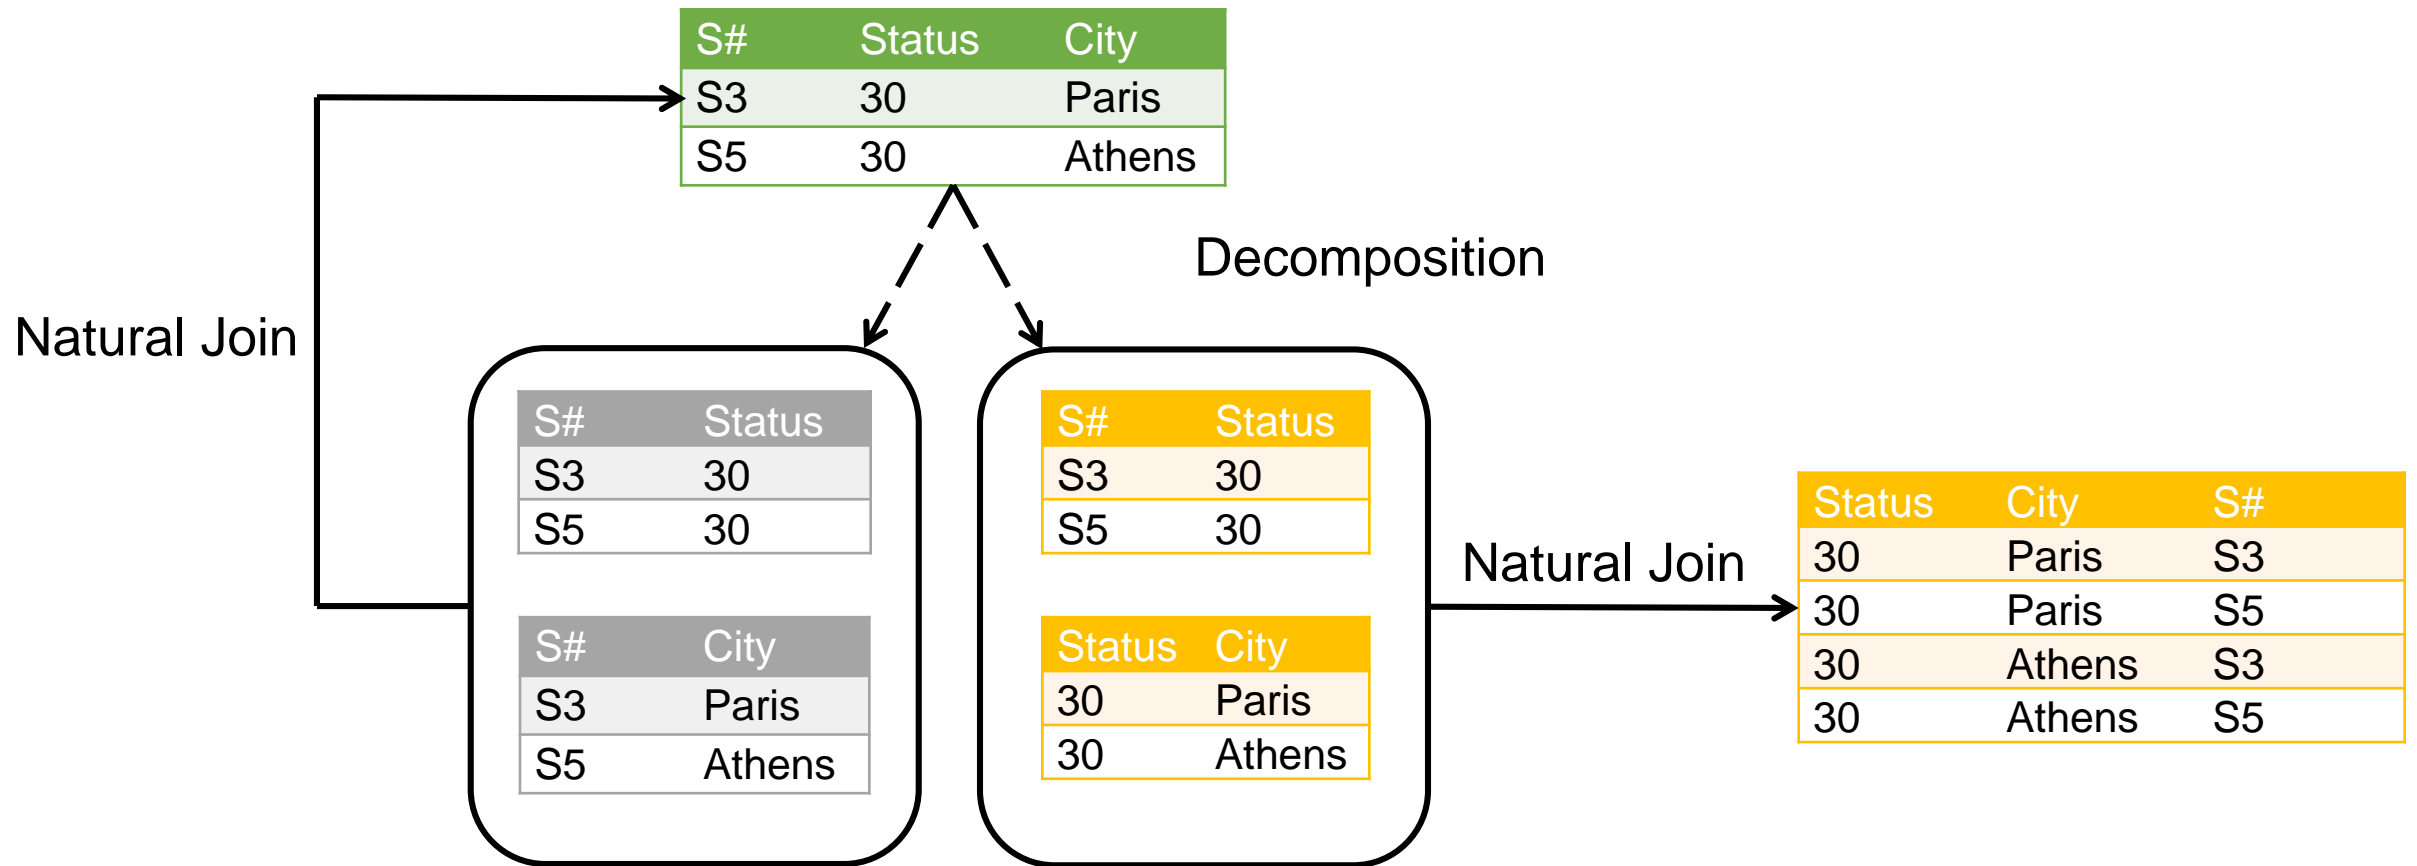 S# Status City
S3 30 Paris
S5 30 Athens
Decomposition
Natural Join
S# Status
S3 30
S5 30
S# City
S3 Paris
S5 Athens
S# Status
S3 30
S5 30
Status City
30 Paris
30 Athens
Natural Join
Status City S#
30 Paris S3
30 Paris S5
30 Athens S3
30 Athens S5